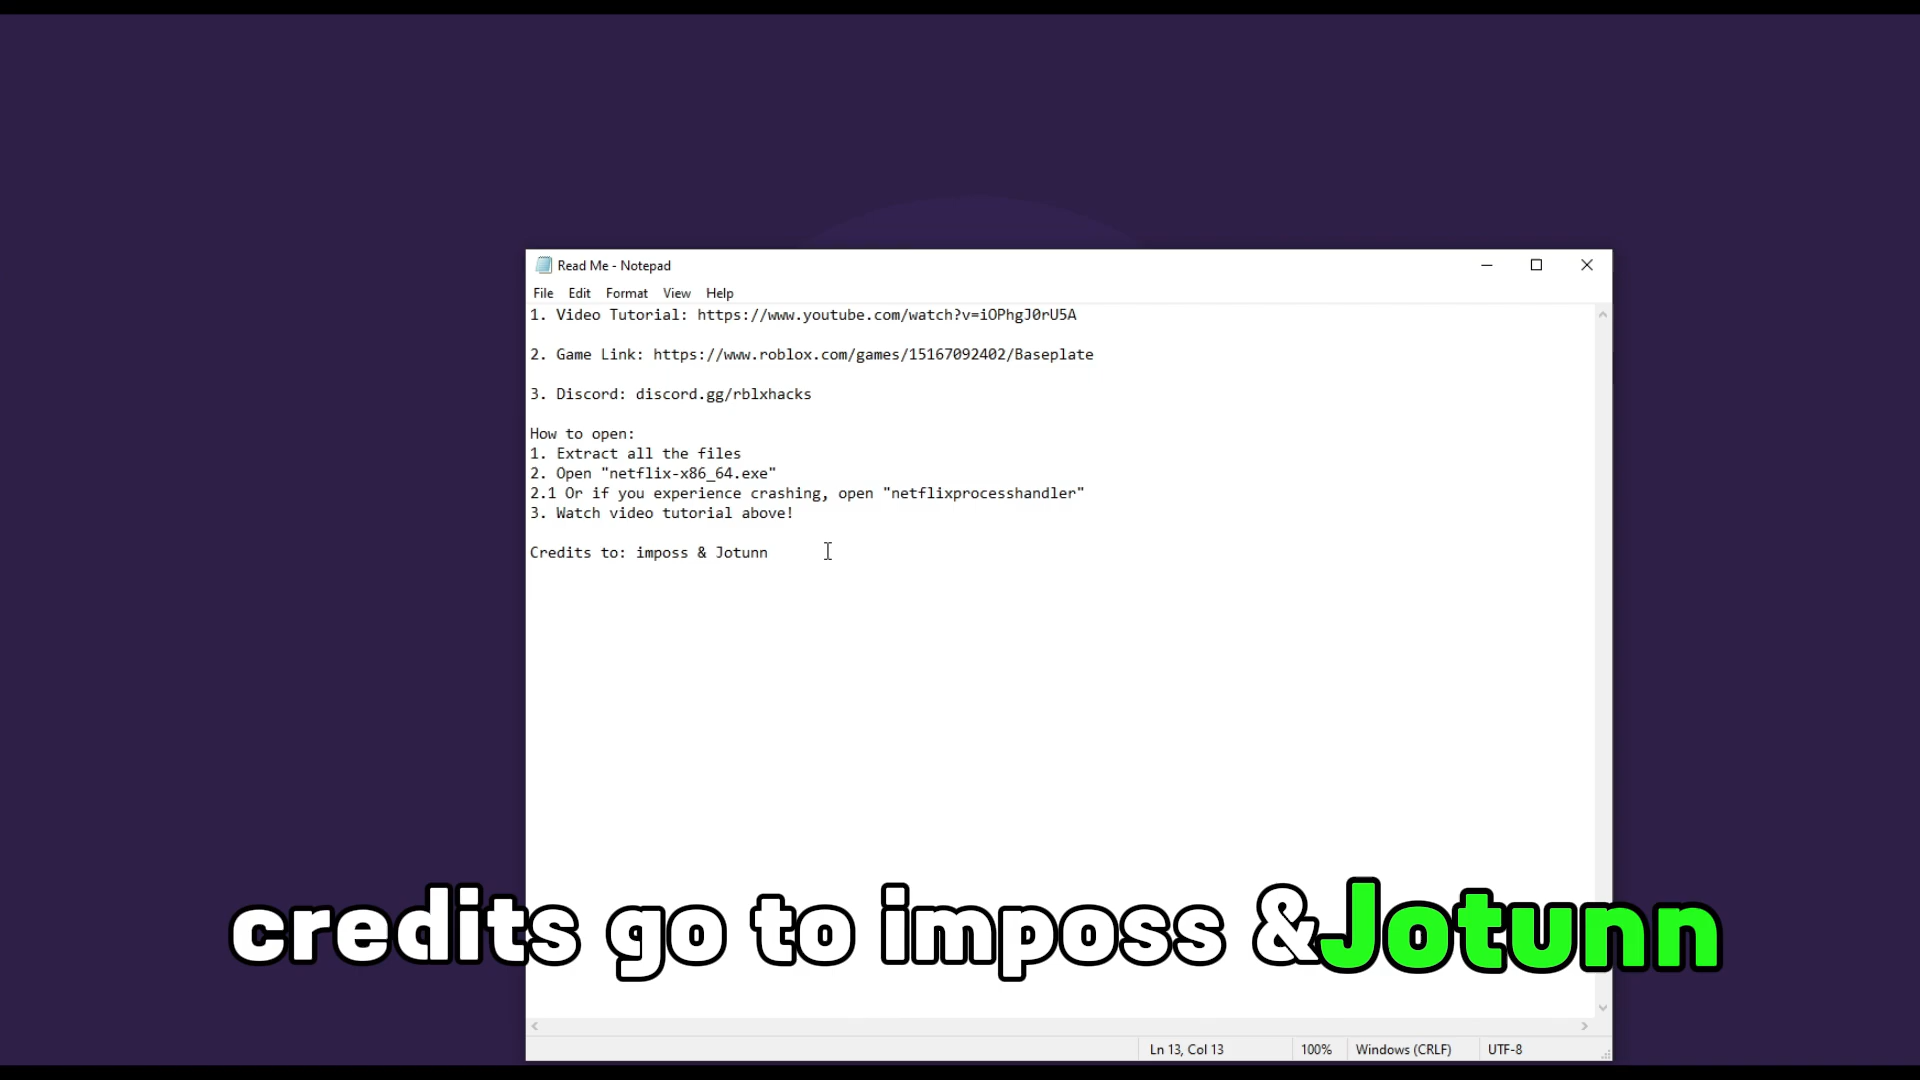 Read Me - Notepad
File Edit Format View Help
1. Video Tutorial: https://www.youtube.com/watch?v=iOPhgJ0rU5A
2. Game Link: https://www.roblox.com/games/15167092402/Baseplate
3. Discord: discord.gg/rblxhacks
How to open:
1. Extract all the files
2. Open "netflix-x86_64.exe"
2.1 Or if you experience crashing, open "netflixprocesshandler"
3. Watch video tutorial above!
Credits to: imposs & Jotunn
credits go to imposs &Jotunn
Ln 13, Col 13 100% Windows (CRLF) UTF-8